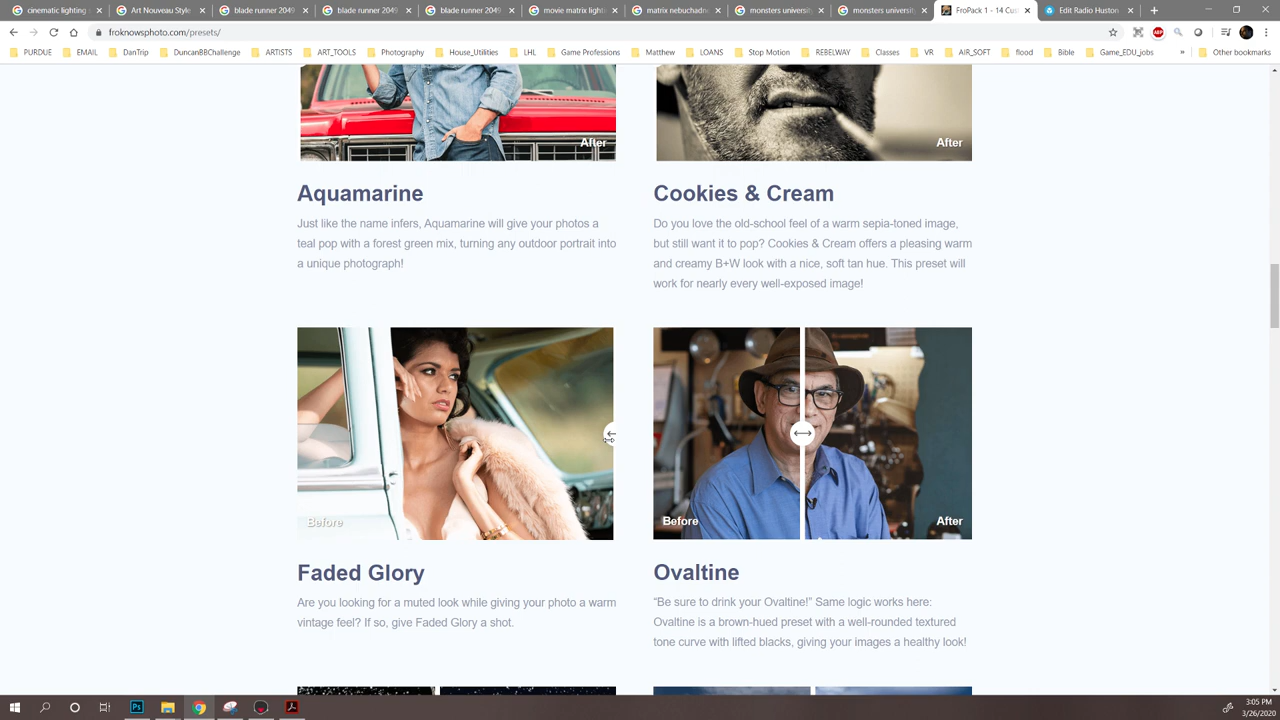 cinematic lighting
Art Nouveau Style
blade runner 2049
blade runner 2049
blade runner 2049
movie matrix light
matrix nebuchadn
monsters university
monsters university
FroPack 1 - 14 Cus
Edit Radio Huston
froknowsphoto.com/presets/
PURDUE
EMAIL
DanTrip
DuncanBBChallenge
ARTISTS
ART_TOOLS
Photography
House_Utilities
LHL
Game Professions
Matthew
LOANS
Stop Motion
REBELWAY
Classes
VR
AIR_SOFT
flood
Bible
Game_EDU_jobs
»
Other bookmarks
After
After
Aquamarine
Just like the name infers, Aquamarine will give your photos a
teal pop with a forest green mix, turning any outdoor portrait into
a unique photograph!
Cookies & Cream
Do you love the old-school feel of a warm sepia-toned image,
but still want it to pop? Cookies & Cream offers a pleasing warm
and creamy B+W look with a nice, soft tan hue. This preset will
work for nearly every well-exposed image!
Before
Before
After
Faded Glory
Are you looking for a muted look while giving your photo a warm
vintage feel? If so, give Faded Glory a shot.
Ovaltine
“Be sure to drink your Ovaltine!” Same logic works here:
Ovaltine is a brown-hued preset with a well-rounded textured
tone curve with lifted blacks, giving your images a healthy look!
Ps
3:05 PM
3/26/2020